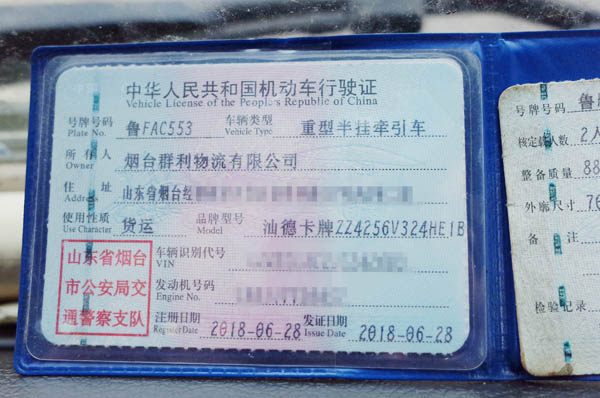 中华人民共和国机动车行驶证
Vehicle License of the People's Republic of China
号牌号码 鲁FAC553 车辆类型 重型半挂牵引车
Plate No. Vehicle Type
所有人 烟台群利物流有限公司
Owner
住址 山东省烟台经
Address
使用性质 货运 品牌型号 汕德卡牌ZZ4256V324HE1B
Use Character Model
山东省烟台
市公安局交
通警察支队
车辆识别代号
VIN
发动机号码
Engine No.
注册日期 2018-06-28 发证日期 2018-06-28
Register Date Issue Date
号牌号码 鲁
核定载人数 2人
整备质量 88
外廓尺寸 76
备注
检验记录